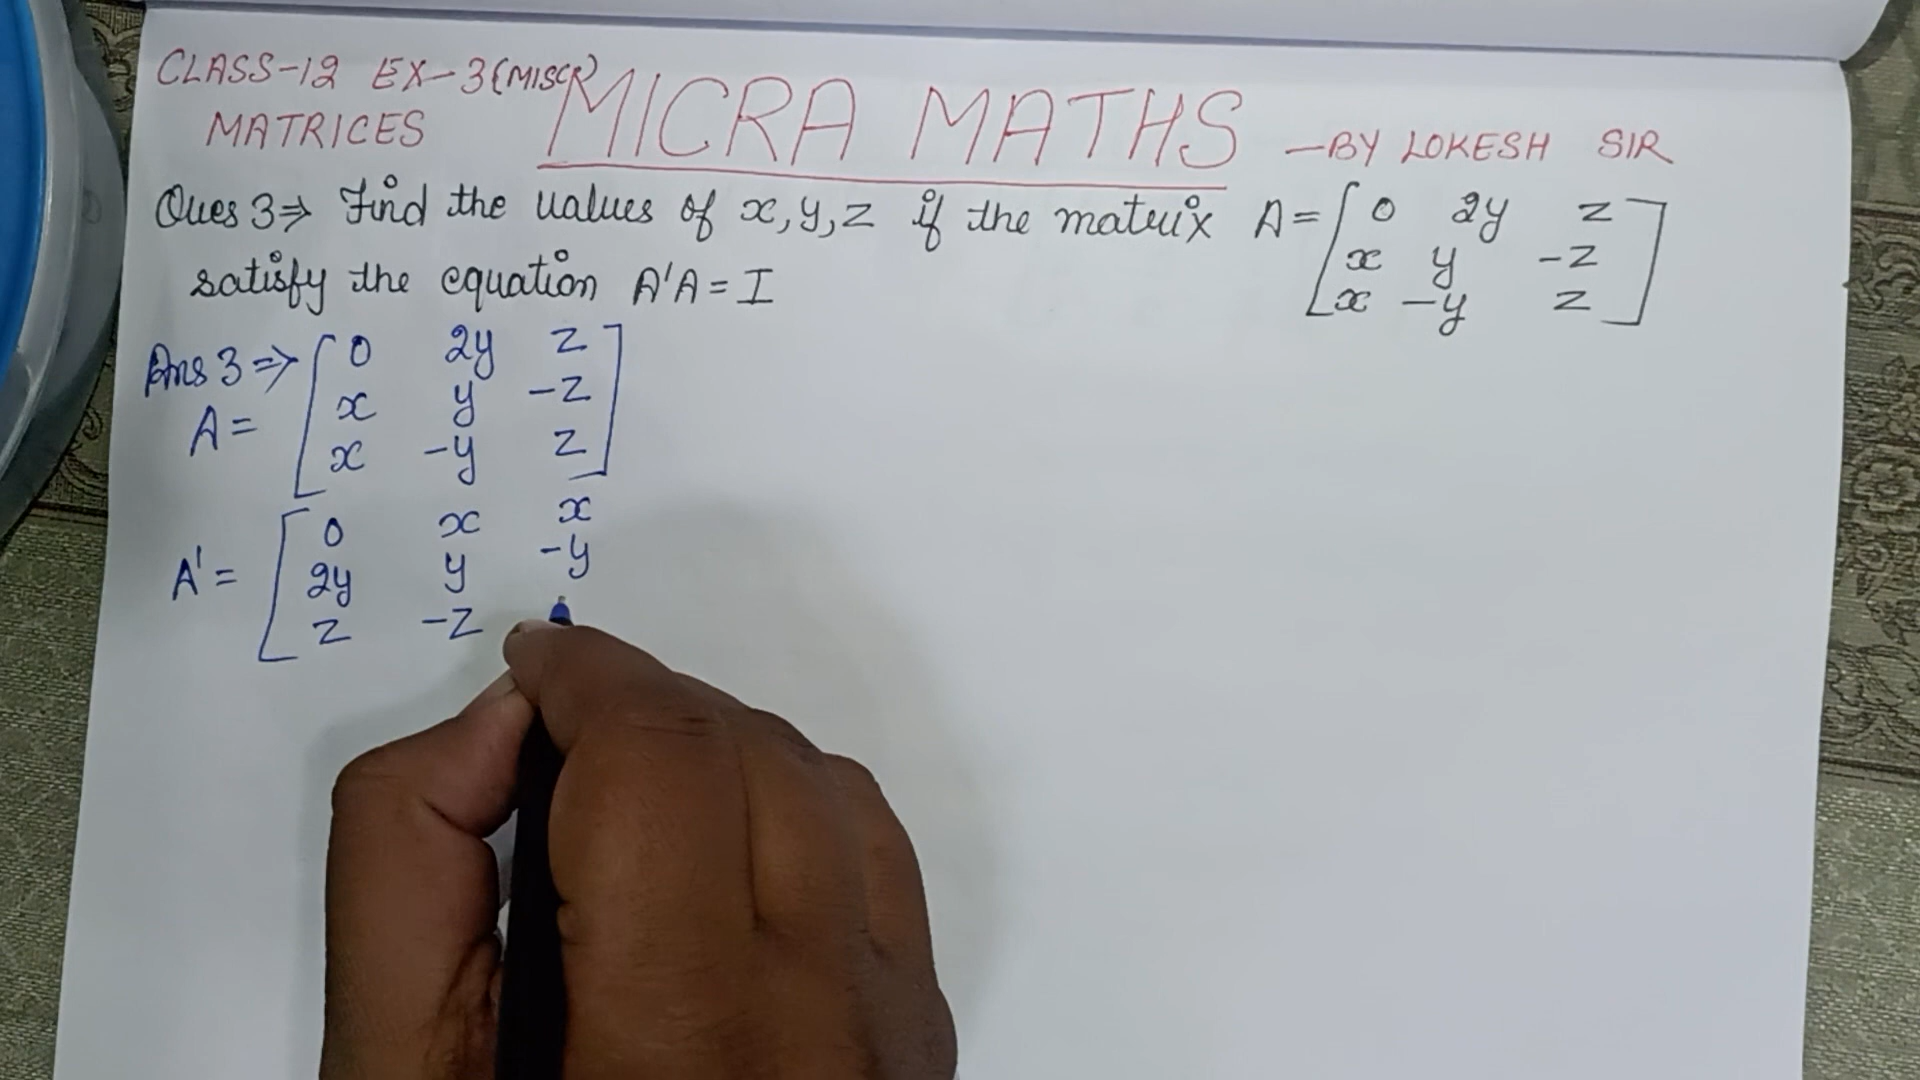 CLASS-12 EX-3(MISC)
MATRICES
MICRA MATHS -BY LOKESH SIR
Ques 3⇒ Find the values of x,y,z if the matrix A=[0 2y z
x y -z
x -y z]
satisfy the equation A'A=I
Ans 3⇒
A= [0 2y z
x y -z
x -y z]
A'= [0 x x
2y y -y
z -z